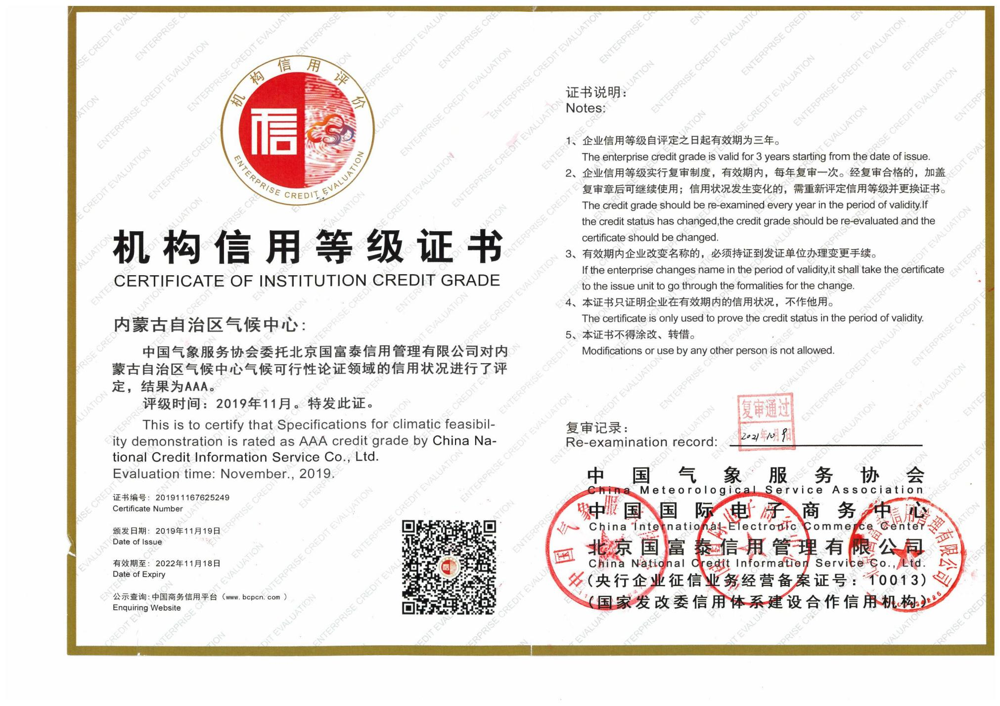 机构信用评价
ENTERPRISE CREDIT EVALUATION
机构信用等级证书
CERTIFICATE OF INSTITUTION CREDIT GRADE
内蒙古自治区气候中心:
中国气象服务协会委托北京国富泰信用管理有限公司对内
蒙古自治区气候中心气候可行性论证领域的信用状况进行了评
定，结果为AAA。
评级时间：2019年11月。特发此证。
This is to certify that Specifications for climatic feasibil-
ity demonstration is rated as AAA credit grade by China Na-
tional Credit Information Service Co., Ltd.
Evaluation time: November., 2019.
证书编号：201911167625249
Certificate Number
颁发日期：2019年11月19日
Date of Issue
有效期至：2022年11月18日
Date of Expiry
公示查询:中国商务信用平台（www.bcpcn.com ）
Enquiring Website
证书说明：
Notes:
1、企业信用等级自评定之日起有效期为三年。
The enterprise credit grade is valid for 3 years starting from the date of issue.
2、企业信用等级实行复审制度，有效期内，每年复审一次。经复审合格的，加盖
复审章后可继续使用；信用状况发生变化的，需重新评定信用等级并更换证书。
The credit grade should be re-examined every year in the period of validity.If
the credit status has changed,the credit grade should be re-evaluated and the
certificate should be changed.
3、有效期内企业改变名称的，必须持证到发证单位办理变更手续。
If the enterprise changes name in the period of validity,it shall take the certificate
to the issue unit to go through the formalities for the change.
4、本证书只证明企业在有效期内的信用状况，不作他用。
The certificate is only used to prove the credit status in the period of validity.
5、本证书不得涂改、转借。
Modifications or use by any other person is not allowed.
复审通过
2021年10月9日
复审记录：
Re-examination record:
中国气象服务协会
China Meteorological Service Association
中国国际电子商务中心
China International Electronic Commerce Center
北京国富泰信用管理有限公司
China National Credit Information Service Co., Ltd.
(央行企业征信业务经营备案证号：10013)
(国家发改委信用体系建设合作信用机构)